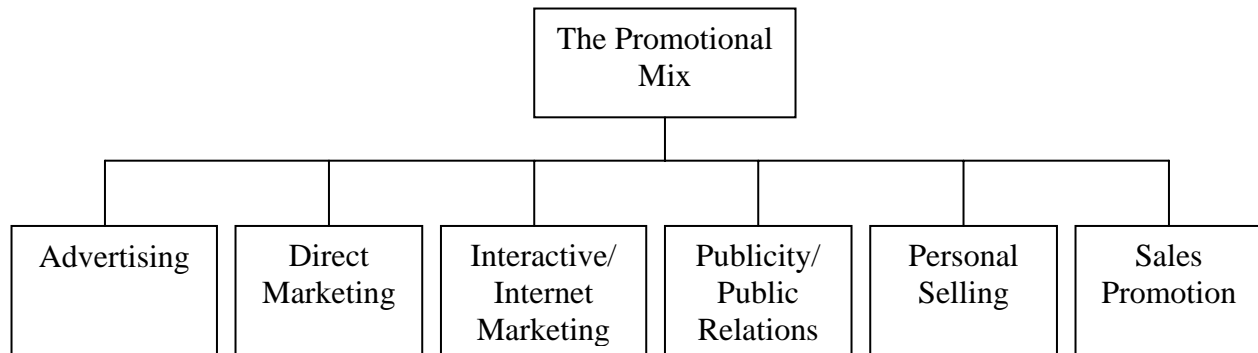 The Promotional
Mix
Advertising
Direct
Marketing
Interactive/
Internet
Marketing
Publicity/
Public
Relations
Personal
Selling
Sales
Promotion